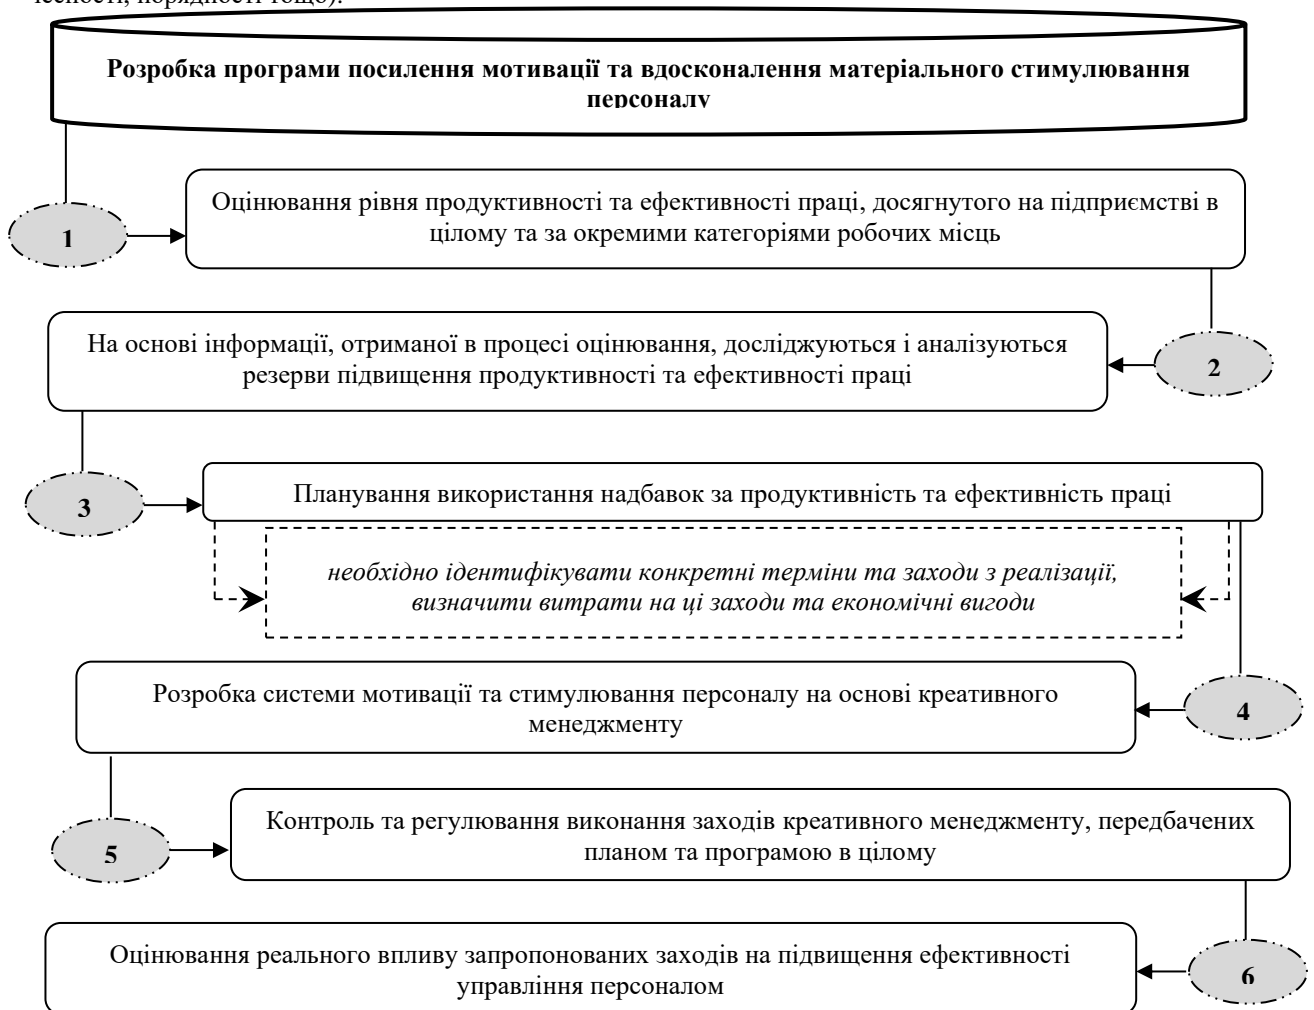 чесності, порядності тощо).
Розробка програми посилення мотивації та вдосконалення матеріального стимулювання
персоналу
1
Оцінювання рівня продуктивності та ефективності праці, досягнутого на підприємстві в
цілому та за окремими категоріями робочих місць
На основі інформації, отриманої в процесі оцінювання, досліджуються і аналізуються
резерви підвищення продуктивності та ефективності праці
2
3
Планування використання надбавок за продуктивність та ефективність праці
необхідно ідентифікувати конкретні терміни та заходи з реалізації,
визначити витрати на ці заходи та економічні вигоди
Розробка системи мотивації та стимулювання персоналу на основі креативного
менеджменту
4
5
Контроль та регулювання виконання заходів креативного менеджменту, передбачених
планом та програмою в цілому
Оцінювання реального впливу запропонованих заходів на підвищення ефективності
управління персоналом
6